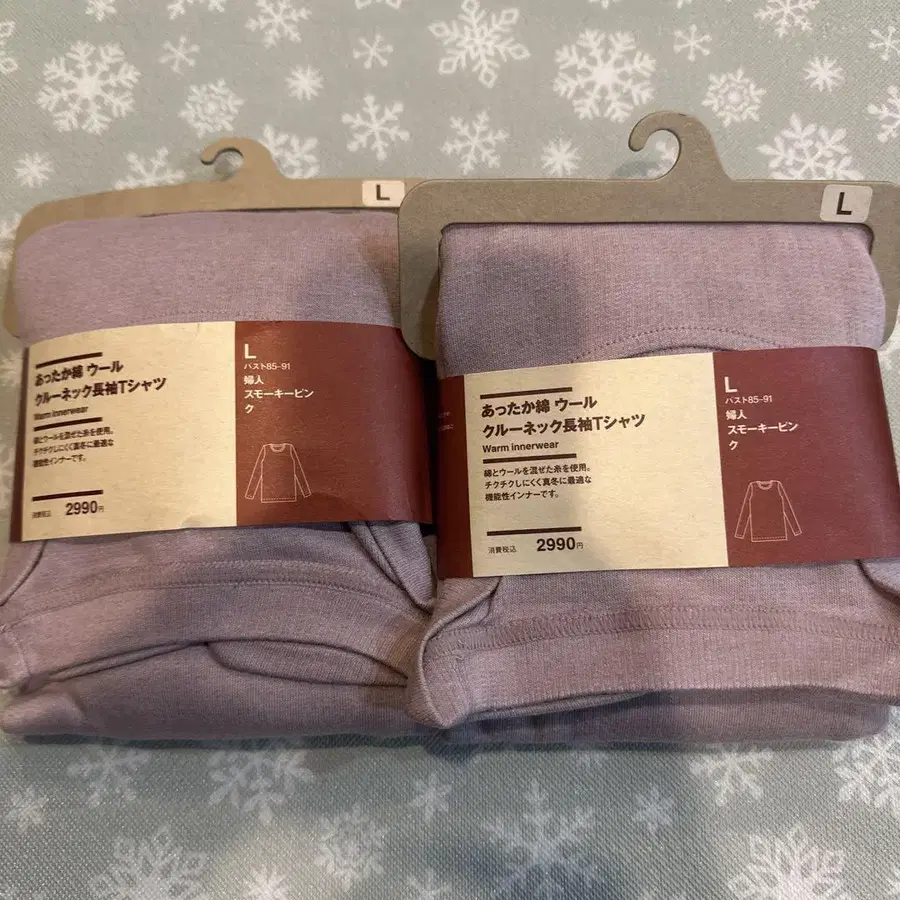 L
あったか綿 ウール
クルーネック長袖Tシャツ
Warm innerwear
綿とウールを混ぜた糸を使用。
チクチクしにくく真冬に最適な
機能性インナーです。
消費税込 2990円
L
バスト85-91
婦人
スモーキーピン
ク
L
あったか綿 ウール
クルーネック長袖Tシャツ
Warm innerwear
綿とウールを混ぜた糸を使用。
チクチクしにくく真冬に最適な
機能性インナーです。
消費税込 2990円
L
バスト85-91
婦人
スモーキーピン
ク